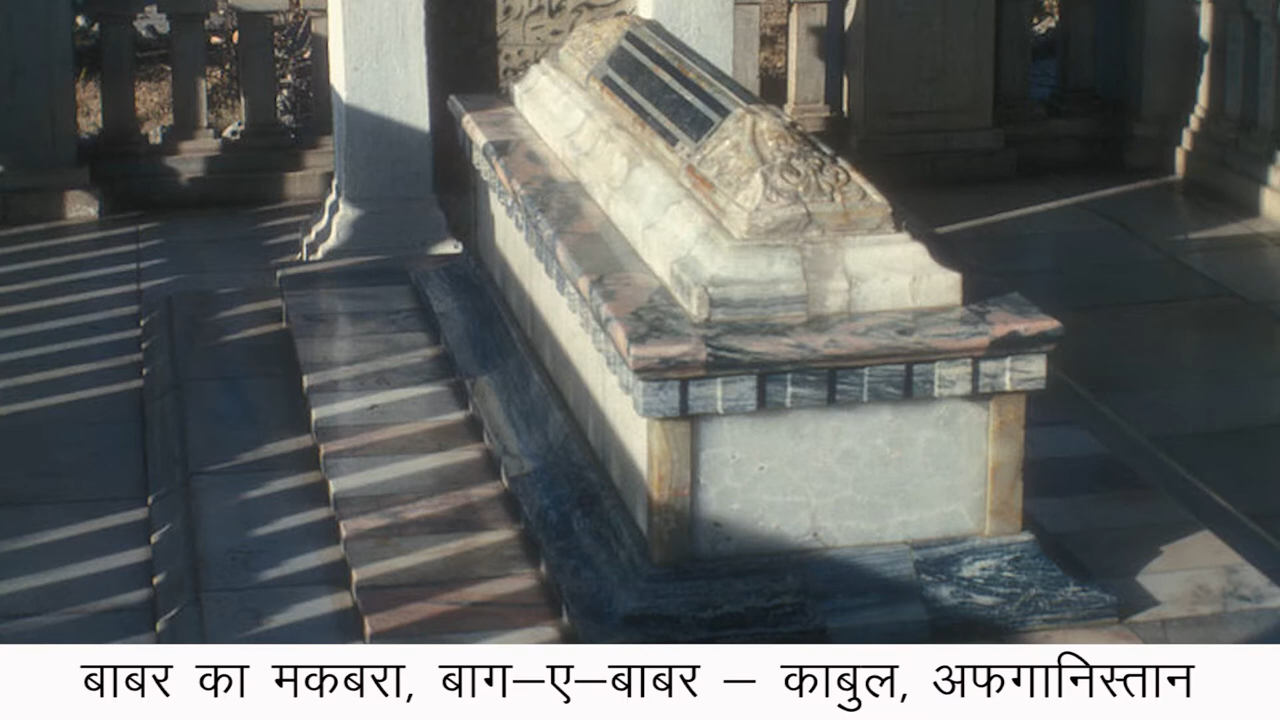 बाबर का मकबरा, बाग–ए–बाबर – काबुल, अफगानिस्तान